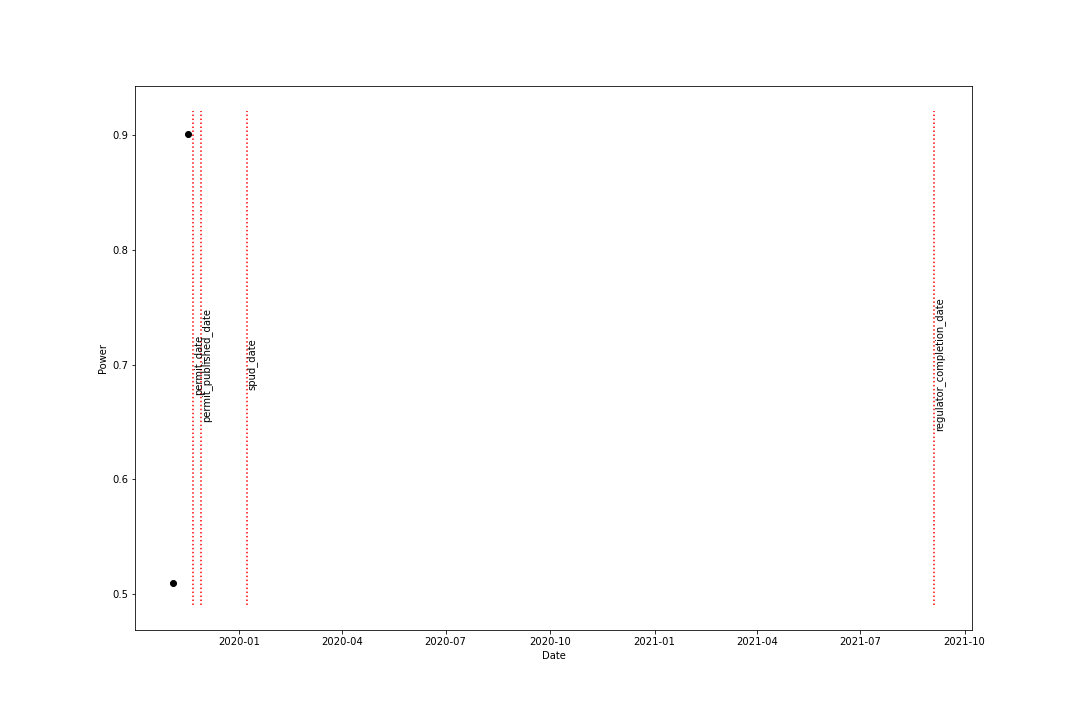 0.9
0.8
0.7
0.6
0.5
Power
permit_date
permit_published_date
spud_date
regulator_completion_date
2020-01
2020-04
2020-07
2020-10
2021-01
2021-04
2021-07
2021-10
Date